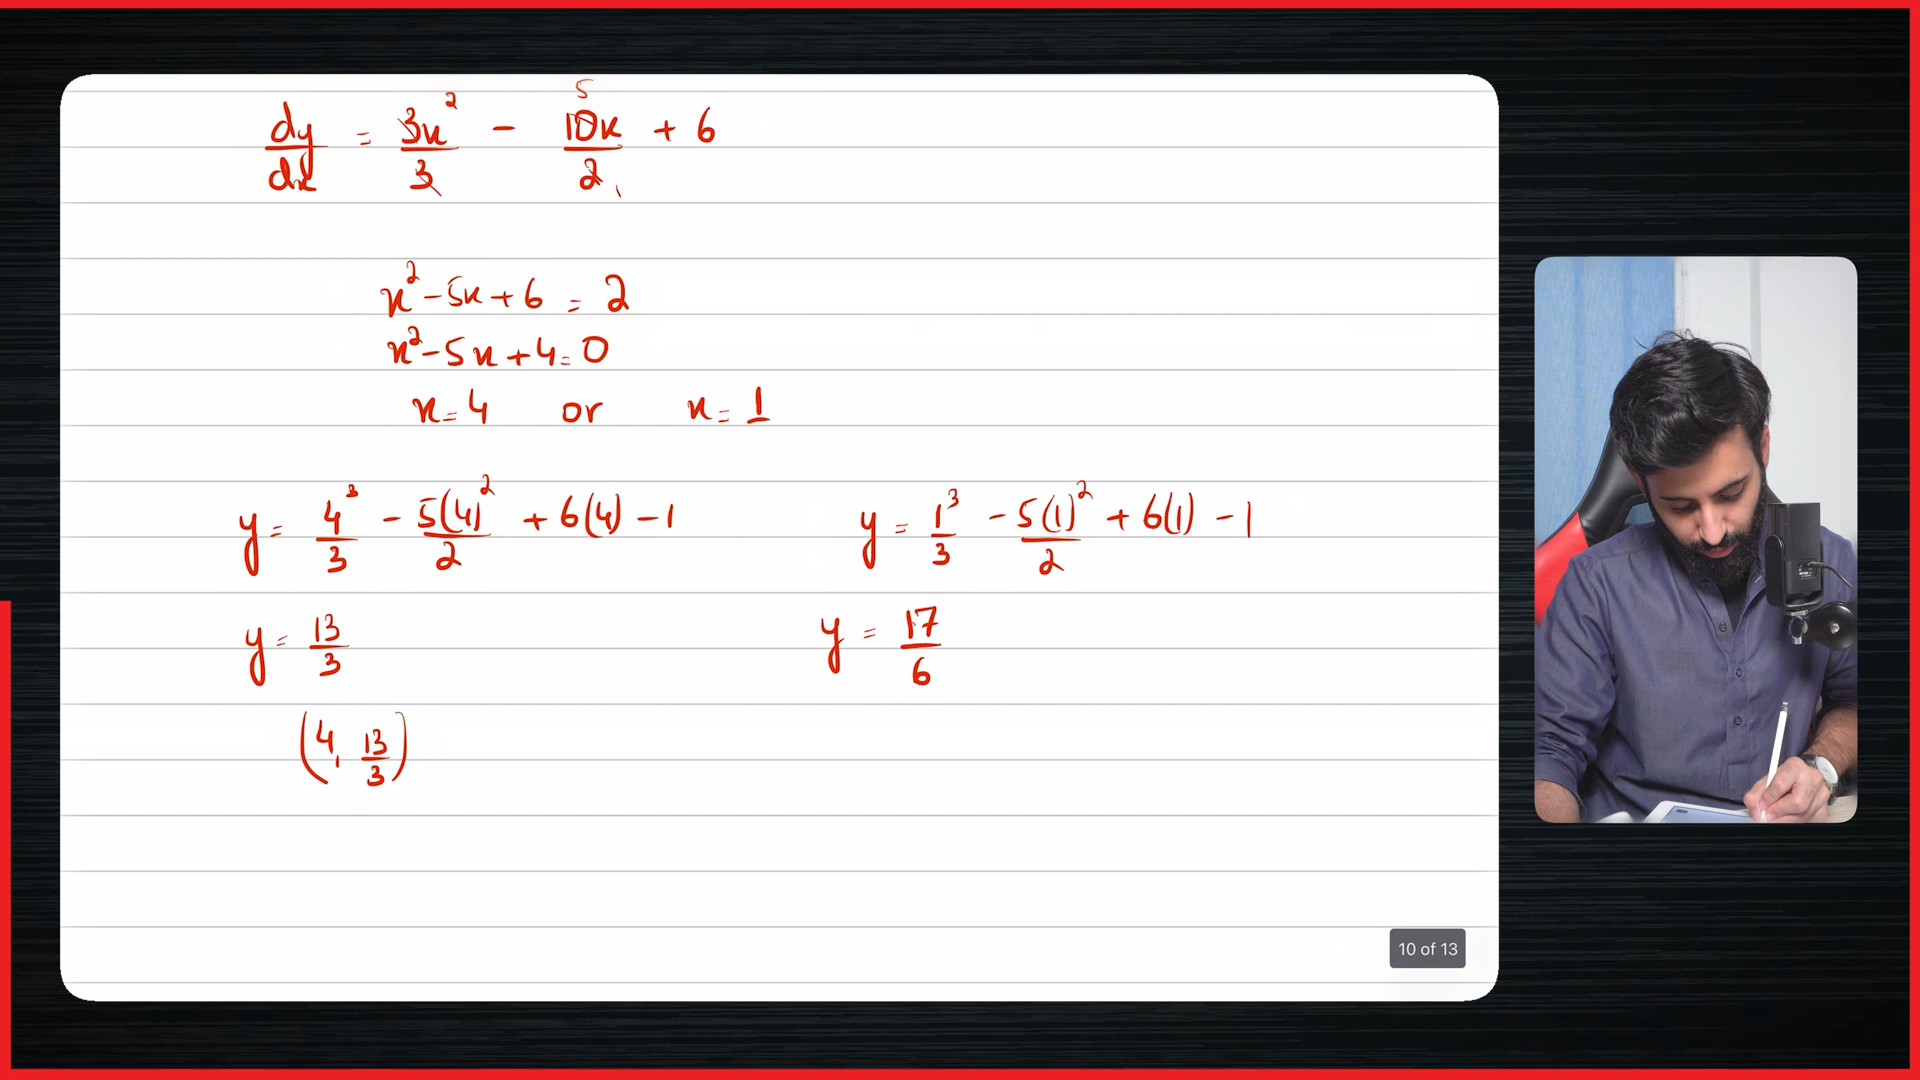 dy/dx = 3x²/3 - 10x/2 + 6
5
x² - 5x + 6 = 2
x² - 5x + 4 = 0
x = 4 or x = 1
y = 4³/3 - 5(4)²/2 + 6(4) - 1
y = 1³/3 - 5(1)²/2 + 6(1) - 1
y = 13/3
y = 17/6
(4, 13/3)
10 of 13